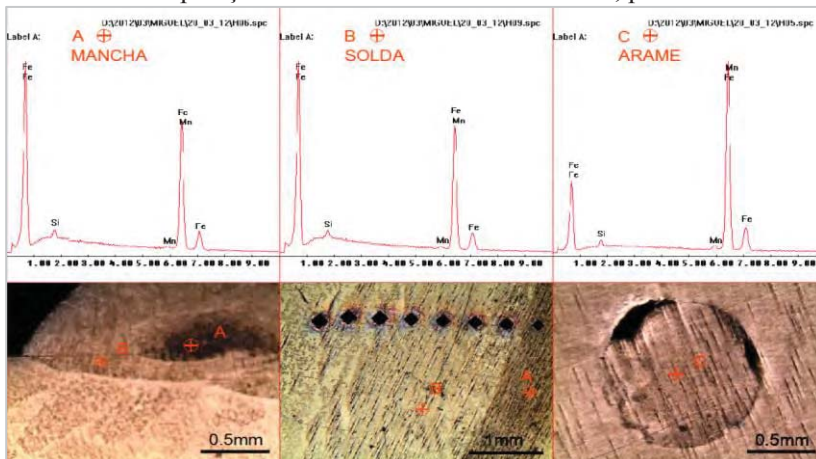 D:\2012\03\MIGUEL\28_03_12\H06.spc
Label A:
A
MANCHA
Fe
Fe
Si
Mn
Fe
Mn
Fe
1.00 2.00 3.00 4.00 5.00 6.00 7.00 8.00 9.00
D:\2012\03\MIGUEL\28_03_12\H09.spc
Label A:
B
SOLDA
Fe
Fe
Si
Mn
Fe
Mn
Fe
1.00 2.00 3.00 4.00 5.00 6.00 7.00 8.00 9.00
D:\2012\03\MIGUEL\28_03_12\H05.spc
Label A:
C
ARAME
Fe
Fe
Si
Mn
Mn
Fe
Fe
1.00 2.00 3.00 4.00 5.00 6.00 7.00 8.00 9.00
A
0.5mm
1mm
0.5mm